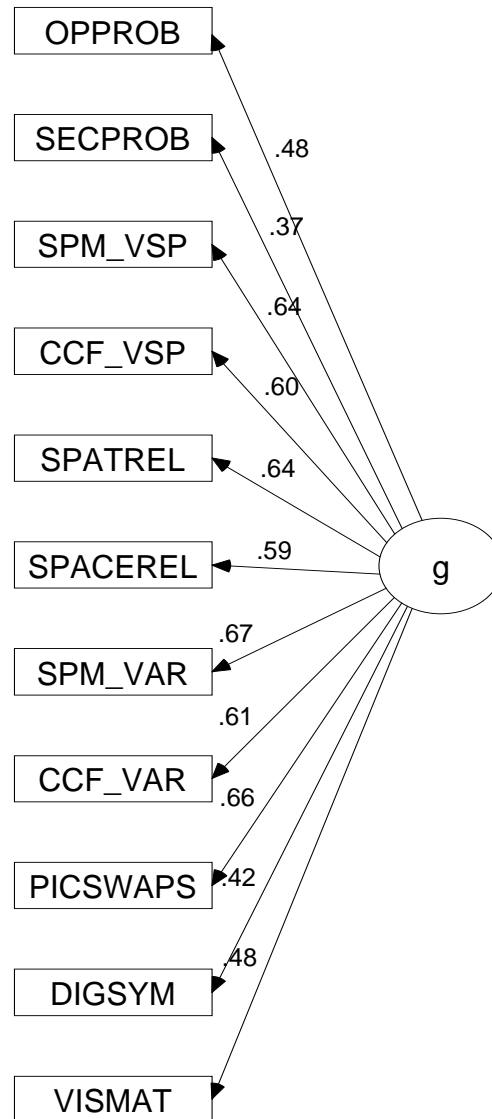 OPPROB
.48
SECPROB
.37
SPM_VSP
.64
CCF_VSP
.60
SPATREL
.64
SPACEREL
.59
g
SPM_VAR
.67
CCF_VAR
.61
PICSWAPS
.66
DIGSYM
.42
VISMAT
.48